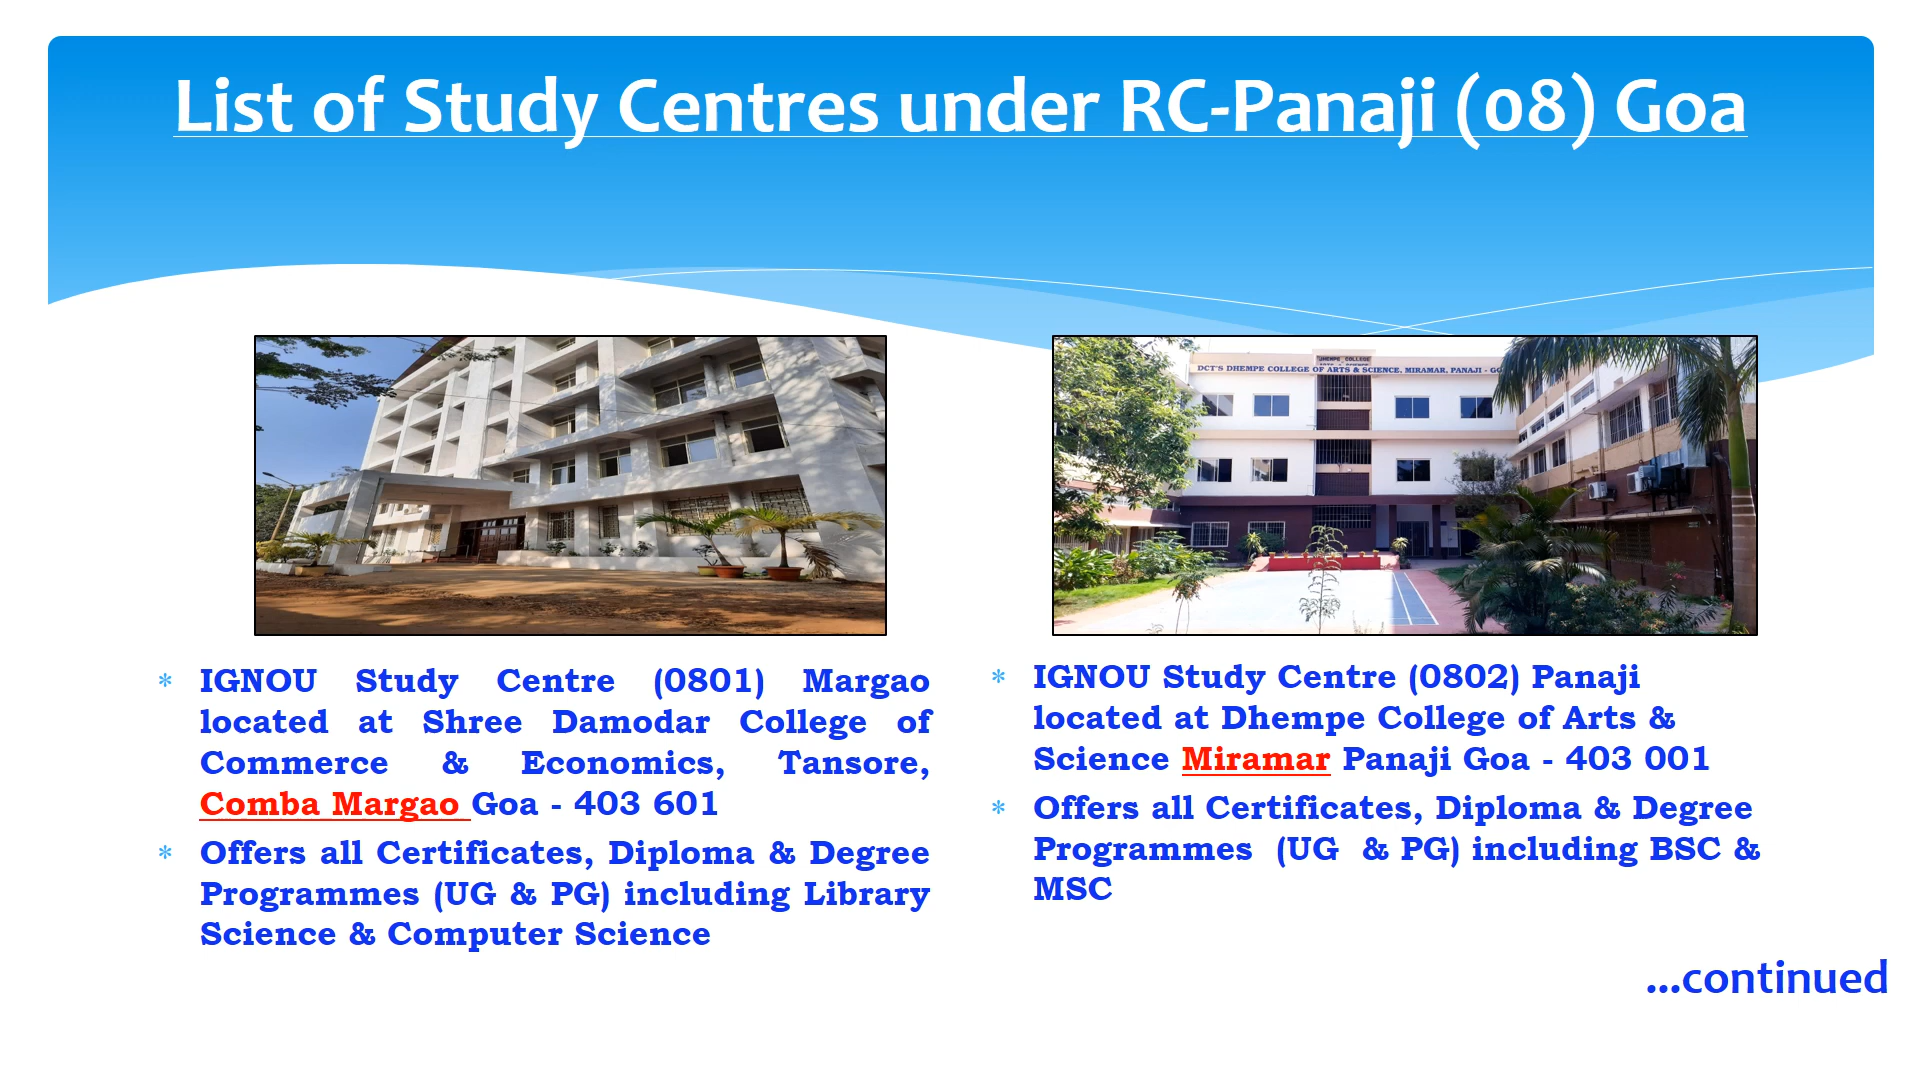 List of Study Centres under RC-Panaji (08) Goa
DHEMPE COLLEGE
DCT'S DHEMPE COLLEGE OF ARTS & SCIENCE, MIRAMAR, PANAJI - GO
* IGNOU Study Centre (0801) Margao
located at Shree Damodar College of
Commerce & Economics, Tansore,
Comba Margao Goa - 403 601
* Offers all Certificates, Diploma & Degree
Programmes (UG & PG) including Library
Science & Computer Science
* IGNOU Study Centre (0802) Panaji
located at Dhempe College of Arts &
Science Miramar Panaji Goa - 403 001
* Offers all Certificates, Diploma & Degree
Programmes (UG & PG) including BSC &
MSC
...continued